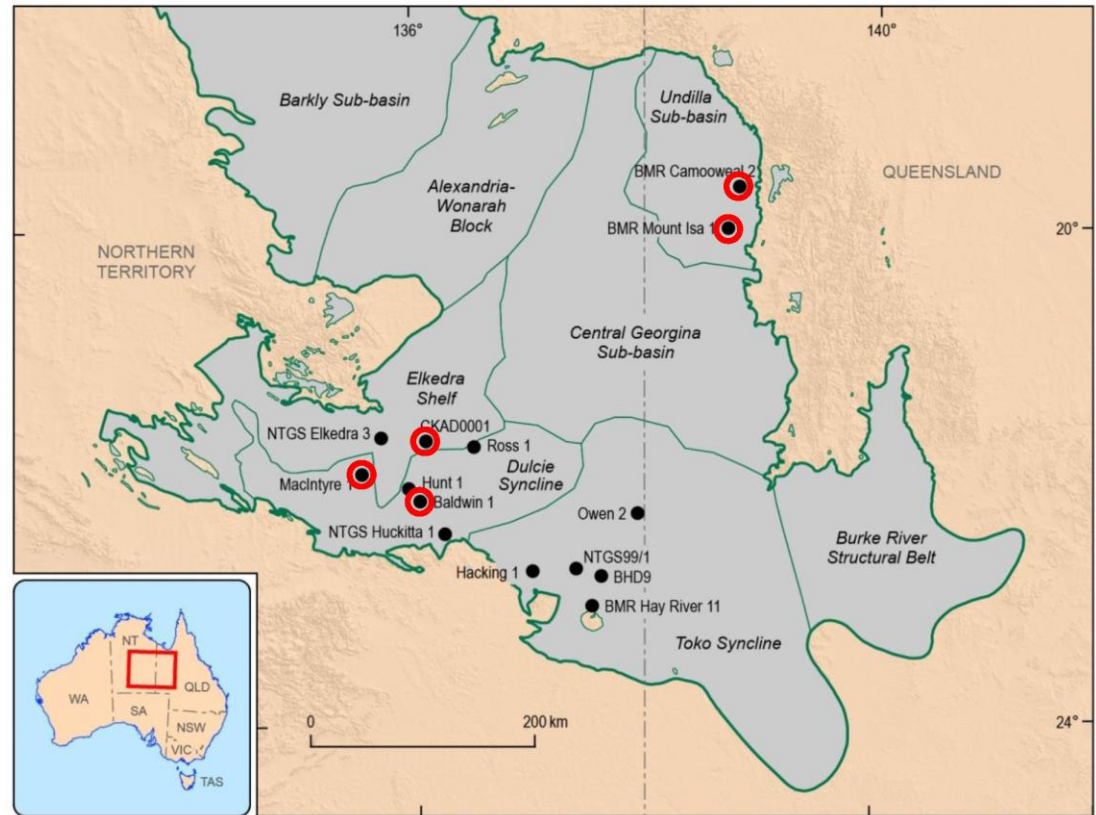 136°
140°
Barkly Sub-basin
Undilla
Sub-basin
BMR Camooweal 2
QUEENSLAND
Alexandria-
Wonarah
Block
BMR Mount Isa 1
20°
NORTHERN
TERRITORY
Central Georgina
Sub-basin
Elkedra
Shelf
CKAD0001
NTGS Elkedra 3
Ross 1
Dulcie
Syncline
MacIntyre 1
Hunt 1
Baldwin 1
Owen 2
NTGS Huckitta 1
Burke River
Structural Belt
NTGS99/1
Hacking 1
BHD9
BMR Hay River 11
Toko Syncline
0
200 km
24°
NT
WA
QLD
SA
NSW
VIC
TAS